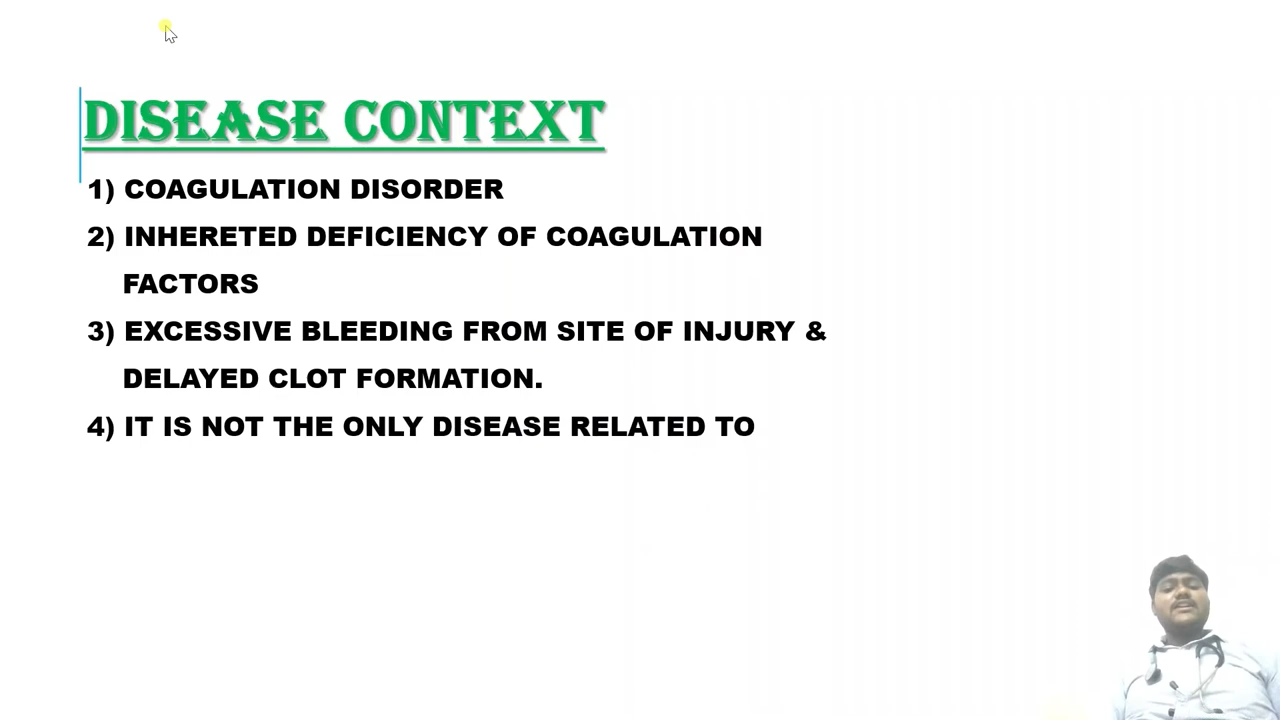 DISEASE CONTEXT
1) COAGULATION DISORDER
2) INHERETED DEFICIENCY OF COAGULATION
FACTORS
3) EXCESSIVE BLEEDING FROM SITE OF INJURY &
DELAYED CLOT FORMATION.
4) IT IS NOT THE ONLY DISEASE RELATED TO